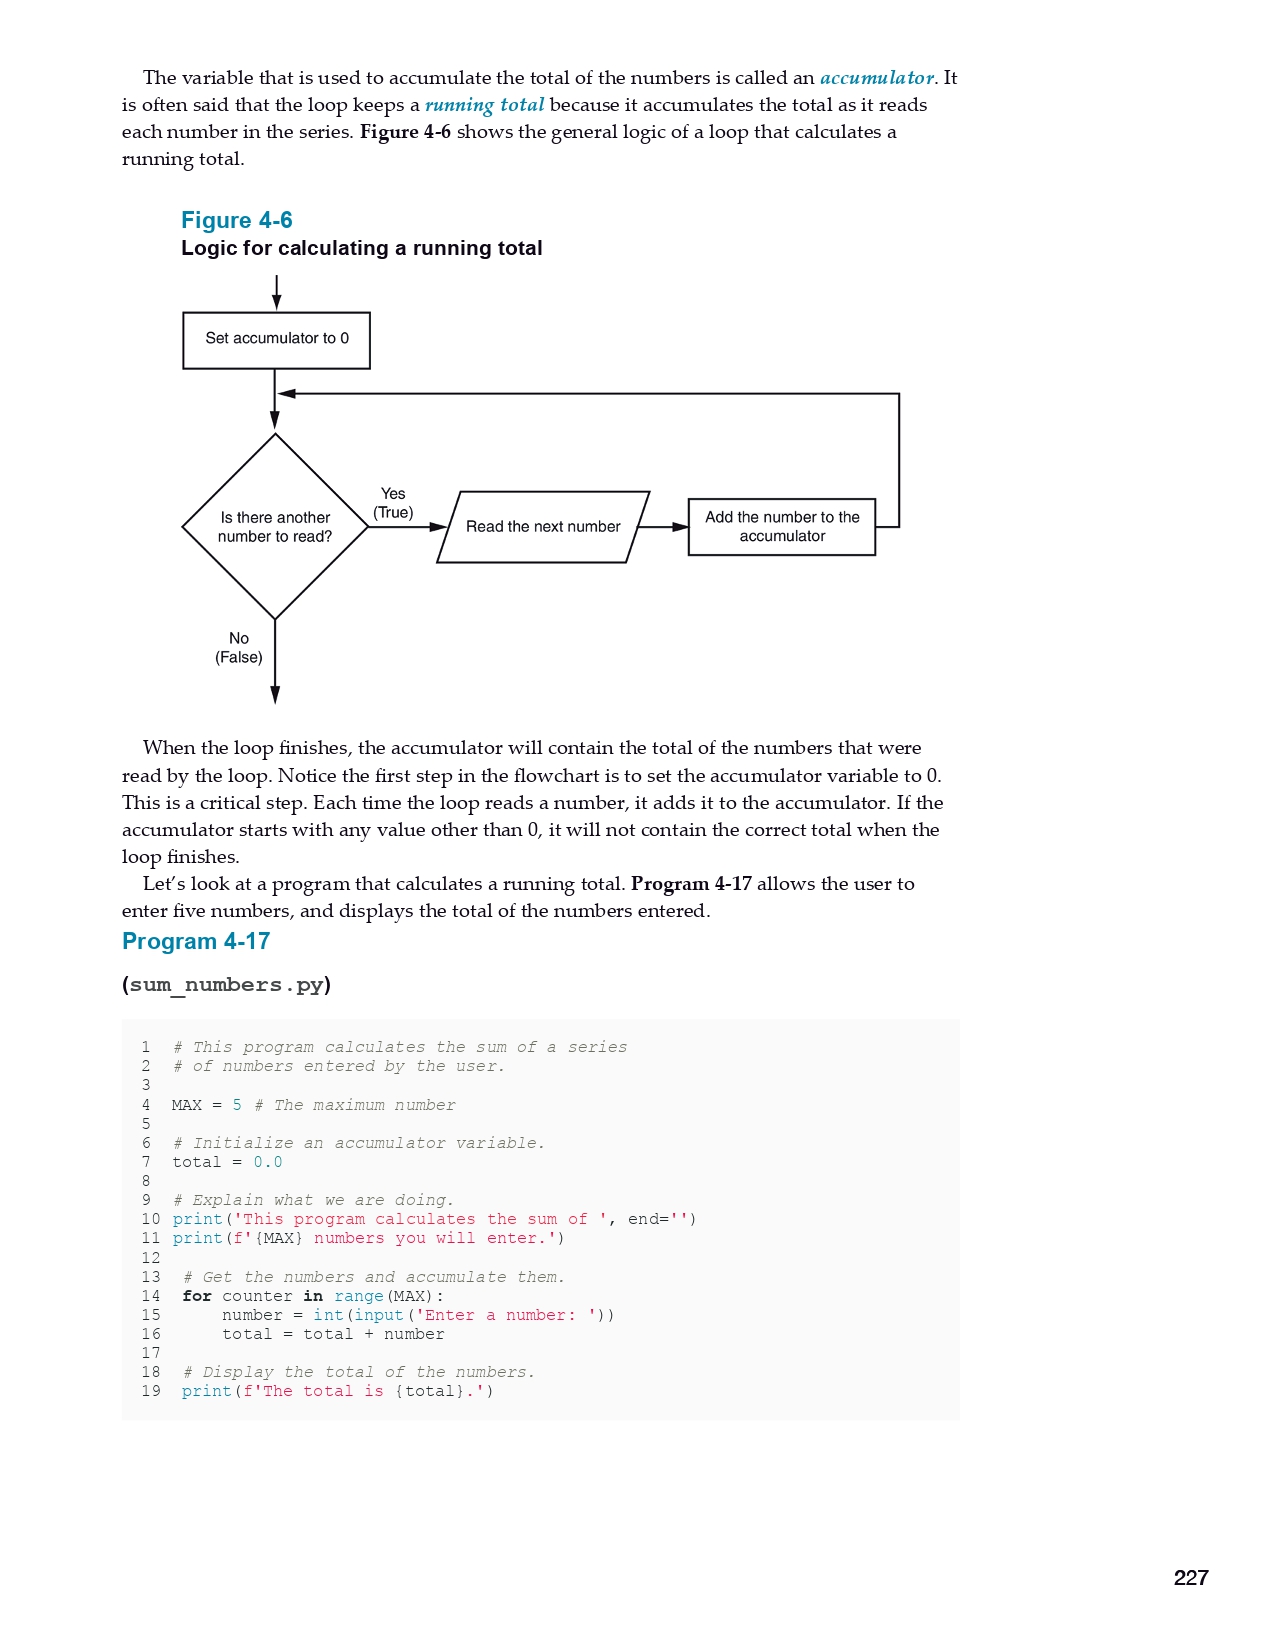 The variable that is used to accumulate the total of the numbers is called an accumulator. It
is often said that the loop keeps a running total because it accumulates the total as it reads
each number in the series. Figure 4-6 shows the general logic of a loop that calculates a
running total.
Figure 4-6
Logic for calculating a running total
Set accumulator to 0
Is there another
number to read?
Yes
(True)
Read the next number
Add the number to the
accumulator
No
(False)
When the loop finishes, the accumulator will contain the total of the numbers that were
read by the loop. Notice the first step in the flowchart is to set the accumulator variable to 0.
This is a critical step. Each time the loop reads a number, it adds it to the accumulator. If the
accumulator starts with any value other than 0, it will not contain the correct total when the
loop finishes.
Let’s look at a program that calculates a running total. Program 4-17 allows the user to
enter five numbers, and displays the total of the numbers entered.
Program 4-17
(sum_numbers.py)
1 # This program calculates the sum of a series
2 # of numbers entered by the user.
3
4 MAX = 5 # The maximum number
5
6 # Initialize an accumulator variable.
7 total = 0.0
8
9 # Explain what we are doing.
10 print('This program calculates the sum of ', end='')
11 print(f'{MAX} numbers you will enter.')
12
13 # Get the numbers and accumulate them.
14 for counter in range(MAX):
15     number = int(input('Enter a number: '))
16     total = total + number
17
18 # Display the total of the numbers.
19 print(f'The total is {total}.')
227